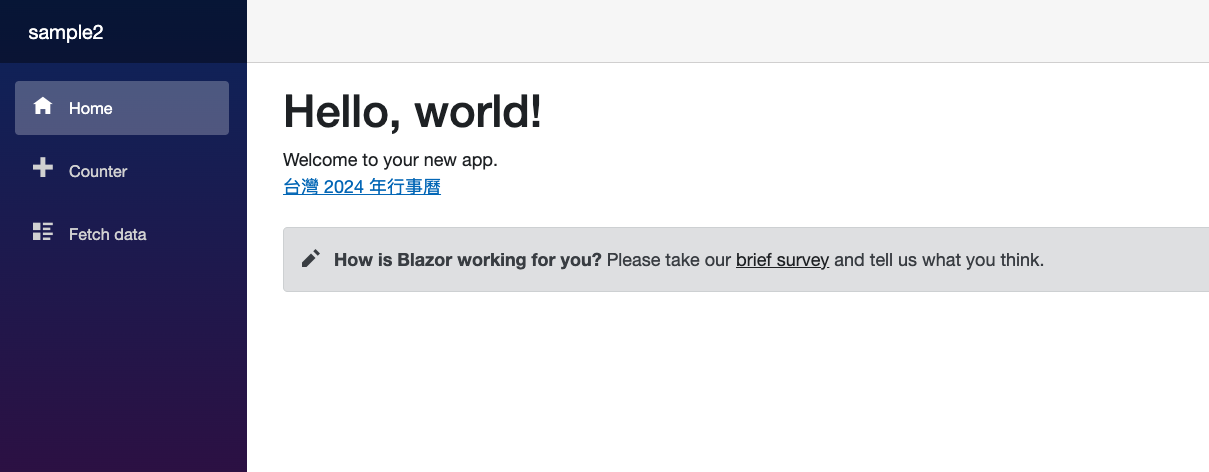 sample2
Home
Counter
Fetch data
Hello, world!
Welcome to your new app.
台灣 2024 年行事曆
How is Blazor working for you? Please take our brief survey and tell us what you think.